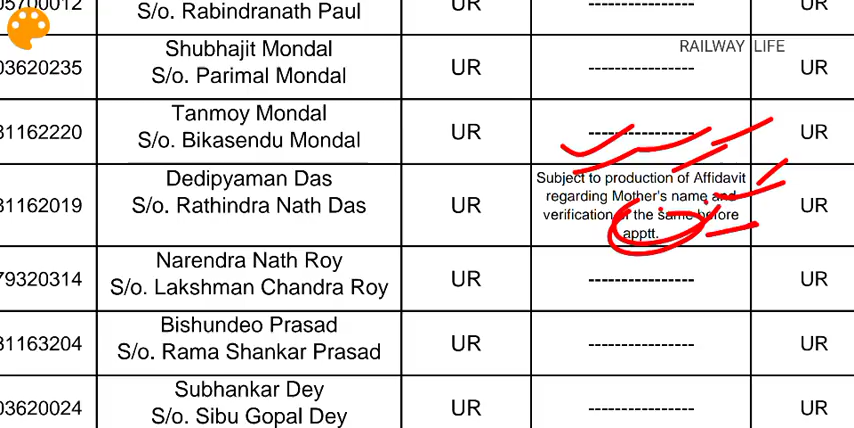 05700012
S/o. Rabindranath Paul UR --------------- UR
RAILWAY LIFE
03620235 Shubhajit Mondal
S/o. Parimal Mondal UR --------------- UR
31162220 Tanmoy Mondal
S/o. Bikasendu Mondal UR --------------- UR
31162019 Dedipyaman Das
S/o. Rathindra Nath Das UR
Subject to production of Affidavit
regarding Mother's name and
verification of the same before
apptt.
UR
79320314 Narendra Nath Roy
S/o. Lakshman Chandra Roy UR --------------- UR
31163204 Bishundeo Prasad
S/o. Rama Shankar Prasad UR --------------- UR
03620024 Subhankar Dey
S/o. Sibu Gopal Dey UR --------------- UR